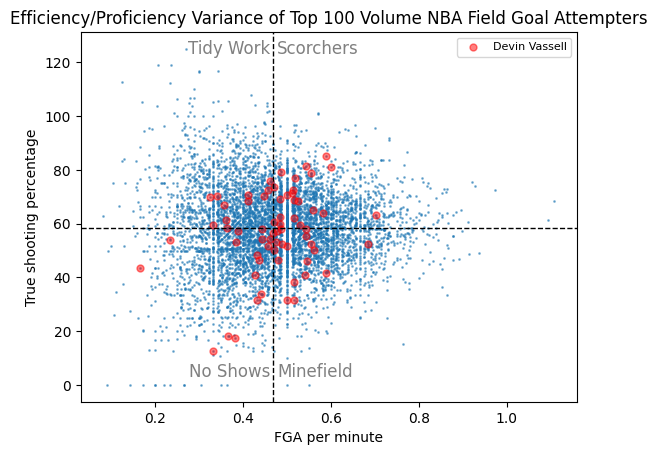 Efficiency/Proficiency Variance of Top 100 Volume NBA Field Goal Attempters
Tidy Work Scorchers
Devin Vassell
120
100
80
60
40
20
0
True shooting percentage
No Shows Minefield
0.2 0.4 0.6 0.8 1.0
FGA per minute